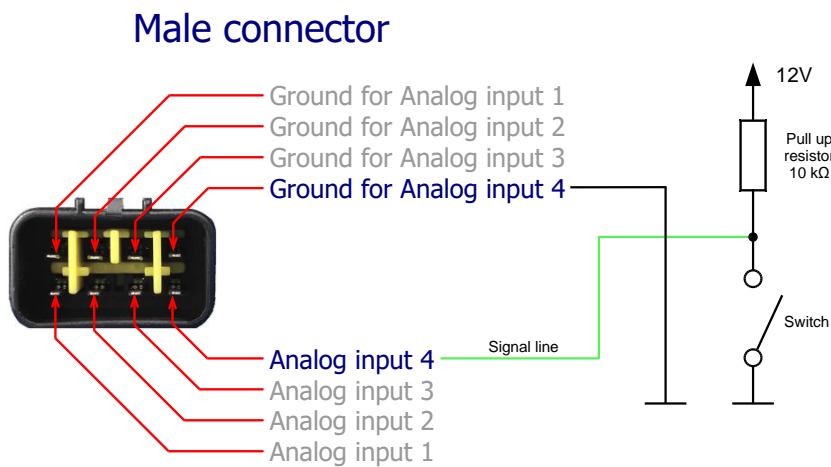 Male connector
Ground for Analog input 1
Ground for Analog input 2
Ground for Analog input 3
Ground for Analog input 4
Analog input 4
Analog input 3
Analog input 2
Analog input 1
Signal line
12V
Pull up
resistor
10 kΩ
Switch